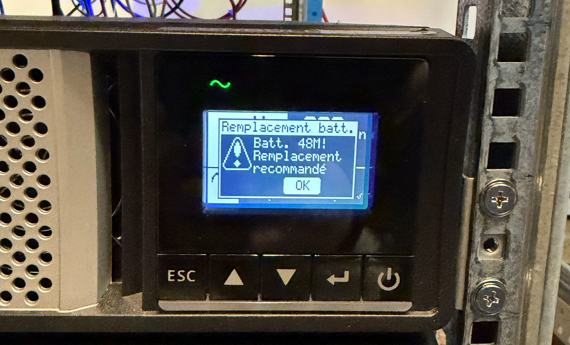 Remplacement batt.
Batt. 48M!
Remplacement
recommandé
OK
ESC